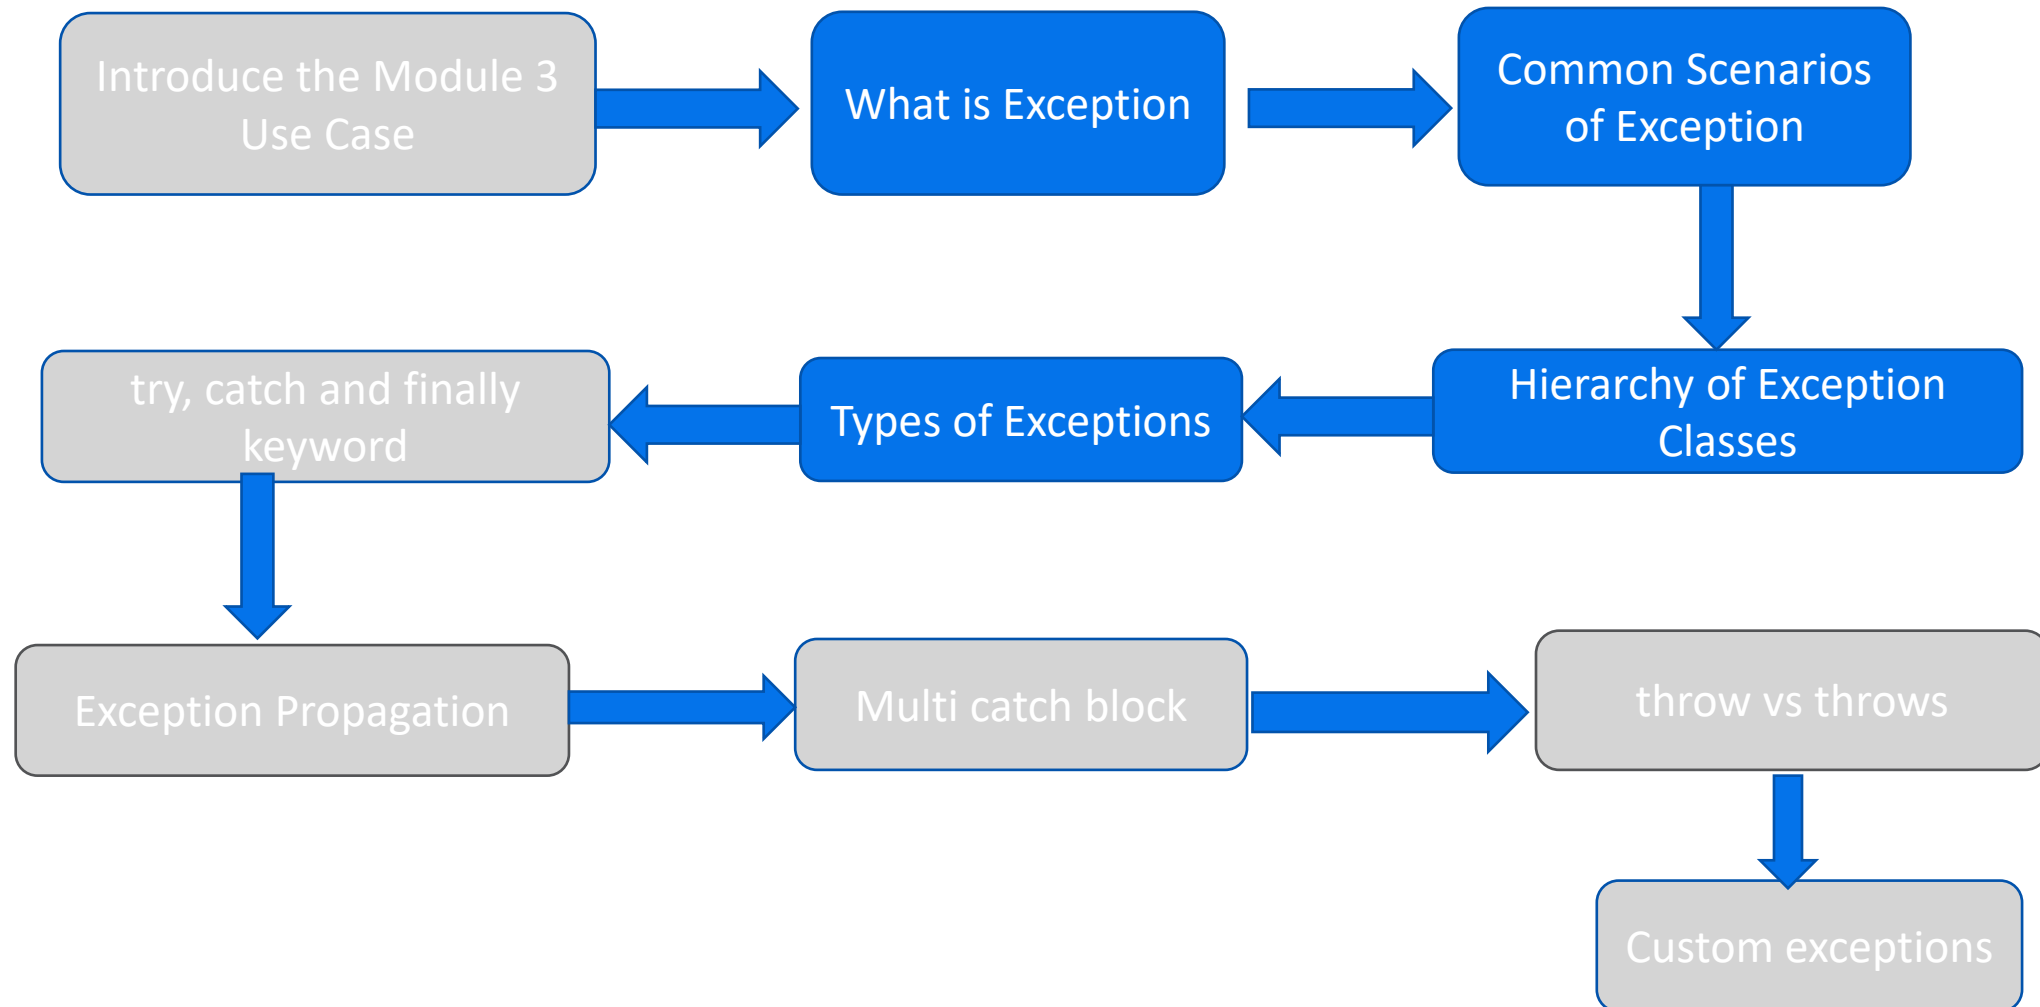 Introduce the Module 3
Use Case
What is Exception
Common Scenarios
of Exception
Hierarchy of Exception
Classes
Types of Exceptions
try, catch and finally
keyword
Exception Propagation
Multi catch block
throw vs throws
Custom exceptions